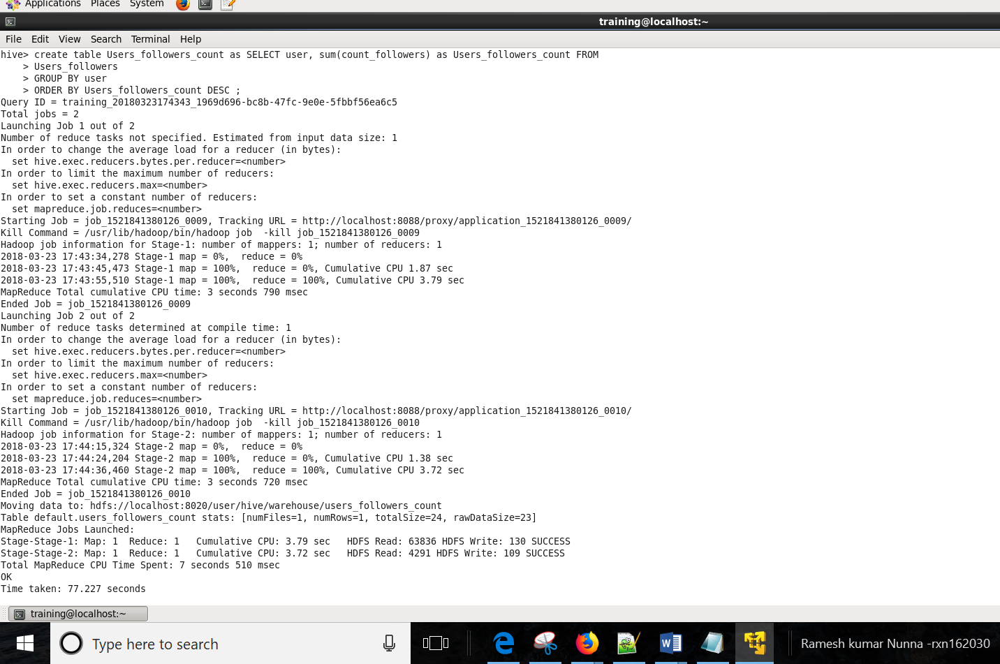 Applications Places System
training@localhost:~
File Edit View Search Terminal Help
hive> create table Users_followers_count as SELECT user, sum(count_followers) as Users_followers_count FROM
    > Users_followers
    > GROUP BY user
    > ORDER BY Users_followers_count DESC ;
Query ID = training_20180323174343_1969d696-bc8b-47fc-9e0e-5fbbf56ea6c5
Total jobs = 2
Launching Job 1 out of 2
Number of reduce tasks not specified. Estimated from input data size: 1
In order to change the average load for a reducer (in bytes):
  set hive.exec.reducers.bytes.per.reducer=<number>
In order to limit the maximum number of reducers:
  set hive.exec.reducers.max=<number>
In order to set a constant number of reducers:
  set mapreduce.job.reduces=<number>
Starting Job = job_1521841380126_0009, Tracking URL = http://localhost:8088/proxy/application_1521841380126_0009/
Kill Command = /usr/lib/hadoop/bin/hadoop job  -kill job_1521841380126_0009
Hadoop job information for Stage-1: number of mappers: 1; number of reducers: 1
2018-03-23 17:43:34,278 Stage-1 map = 0%,  reduce = 0%
2018-03-23 17:43:45,473 Stage-1 map = 100%,  reduce = 0%, Cumulative CPU 1.87 sec
2018-03-23 17:43:55,510 Stage-1 map = 100%,  reduce = 100%, Cumulative CPU 3.79 sec
MapReduce Total cumulative CPU time: 3 seconds 790 msec
Ended Job = job_1521841380126_0009
Launching Job 2 out of 2
Number of reduce tasks determined at compile time: 1
In order to change the average load for a reducer (in bytes):
  set hive.exec.reducers.bytes.per.reducer=<number>
In order to limit the maximum number of reducers:
  set hive.exec.reducers.max=<number>
In order to set a constant number of reducers:
  set mapreduce.job.reduces=<number>
Starting Job = job_1521841380126_0010, Tracking URL = http://localhost:8088/proxy/application_1521841380126_0010/
Kill Command = /usr/lib/hadoop/bin/hadoop job  -kill job_1521841380126_0010
Hadoop job information for Stage-2: number of mappers: 1; number of reducers: 1
2018-03-23 17:44:15,324 Stage-2 map = 0%,  reduce = 0%
2018-03-23 17:44:24,204 Stage-2 map = 100%,  reduce = 0%, Cumulative CPU 1.38 sec
2018-03-23 17:44:36,460 Stage-2 map = 100%,  reduce = 100%, Cumulative CPU 3.72 sec
MapReduce Total cumulative CPU time: 3 seconds 720 msec
Ended Job = job_1521841380126_0010
Moving data to: hdfs://localhost:8020/user/hive/warehouse/users_followers_count
Table default.users_followers_count stats: [numFiles=1, numRows=1, totalSize=24, rawDataSize=23]
MapReduce Jobs Launched:
Stage-Stage-1: Map: 1  Reduce: 1   Cumulative CPU: 3.79 sec   HDFS Read: 63836 HDFS Write: 130 SUCCESS
Stage-Stage-2: Map: 1  Reduce: 1   Cumulative CPU: 3.72 sec   HDFS Read: 4291 HDFS Write: 109 SUCCESS
Total MapReduce CPU Time Spent: 7 seconds 510 msec
OK
Time taken: 77.227 seconds
training@localhost:~
Type here to search
Ramesh kumar Nunna -rxn162030